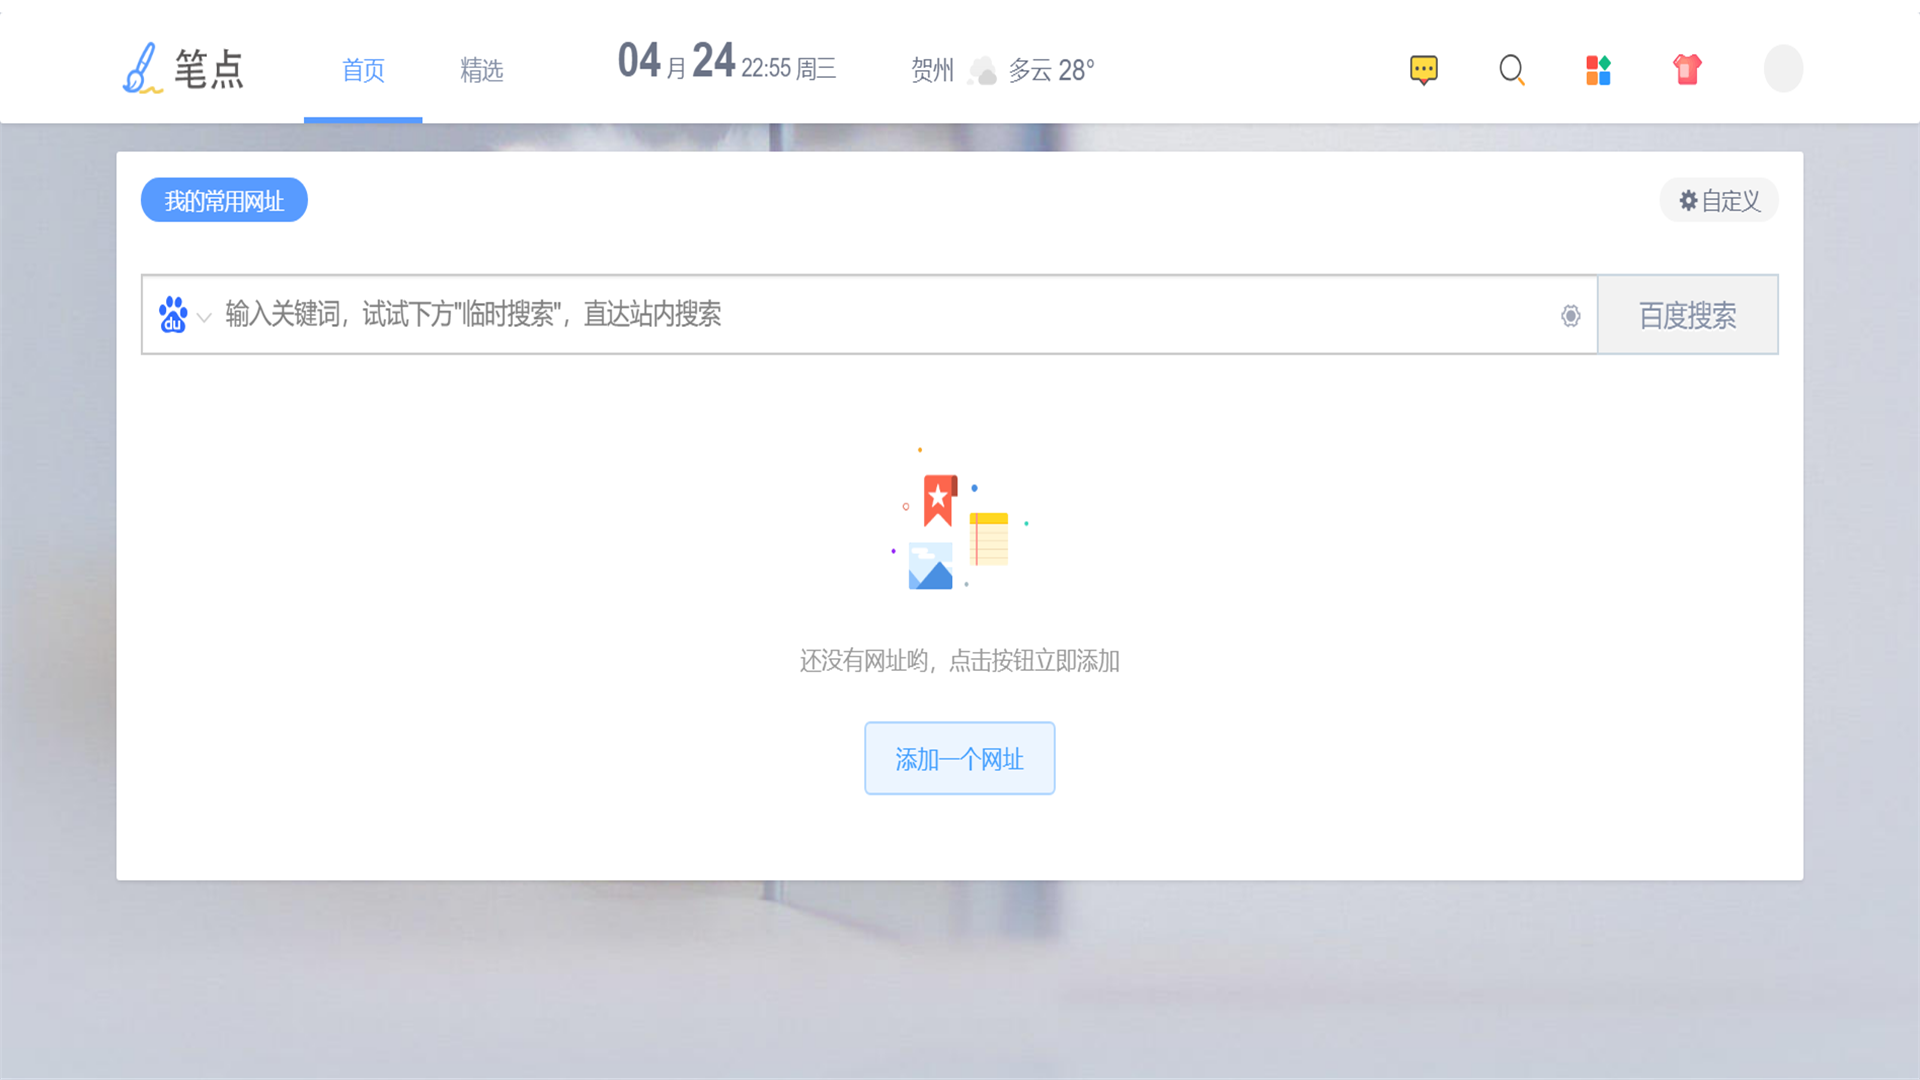 笔点 首页 精选 04 月 24 22:55 周三 贺州 多云 28°
我的常用网址 自定义
du 输入关键词，试试下方"临时搜索"，直达站内搜索 百度搜索
还没有网址哟，点击按钮立即添加
添加一个网址